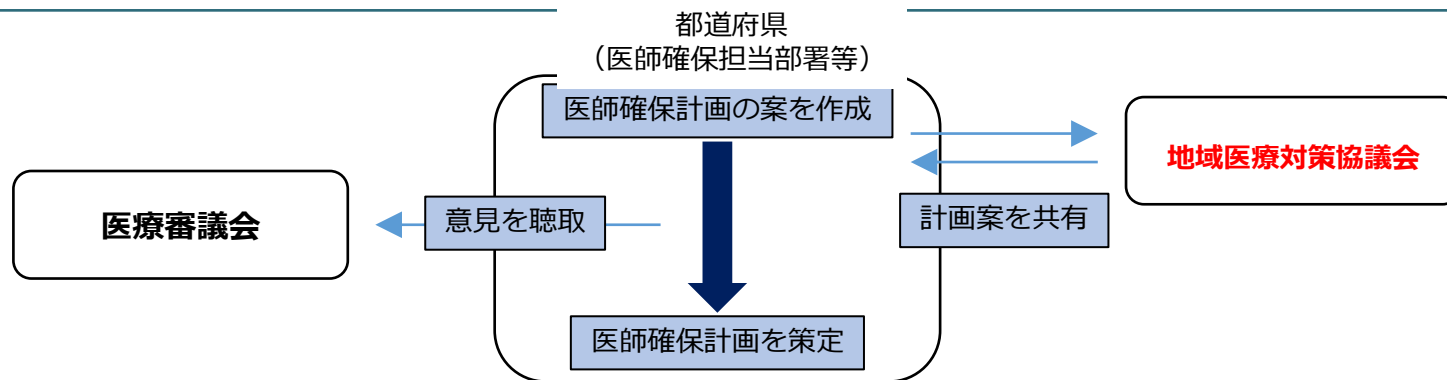 都道府県
（医師確保担当部署等）
医師確保計画の案を作成
地域医療対策協議会
医療審議会
意見を聴取
計画案を共有
医師確保計画を策定